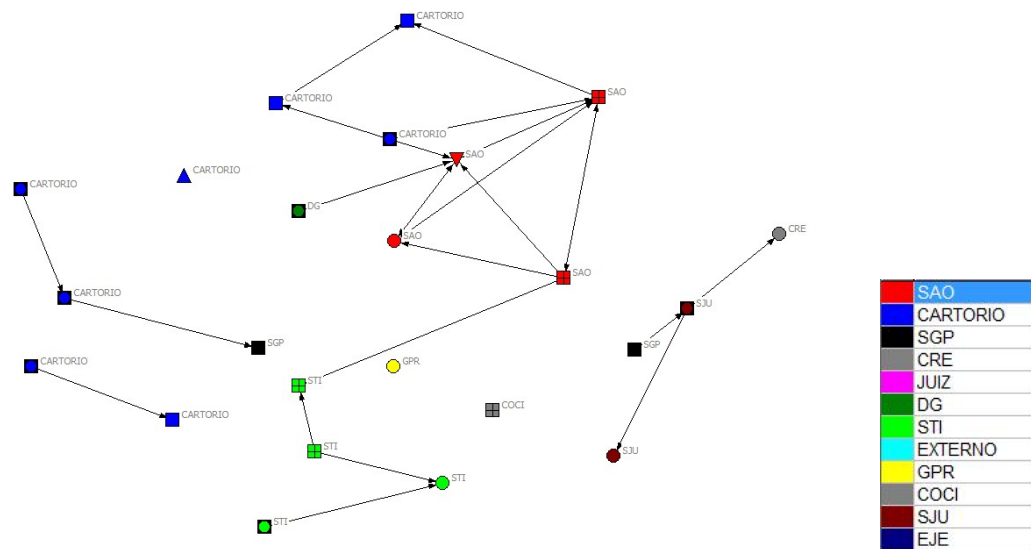 CARTORIO
SAO
CARTORIO
CARTORIO
SAO
CARTORIO
CARTORIO
DG
SAO
CRE
SAO
CARTORIO
SJU
SGP
SGP
CARTORIO
GPR
STI
COCI
CARTORIO
STI
SJU
STI
STI
SAO
CARTORIO
SGP
CRE
JUIZ
DG
STI
EXTERNO
GPR
COCI
SJU
EJE